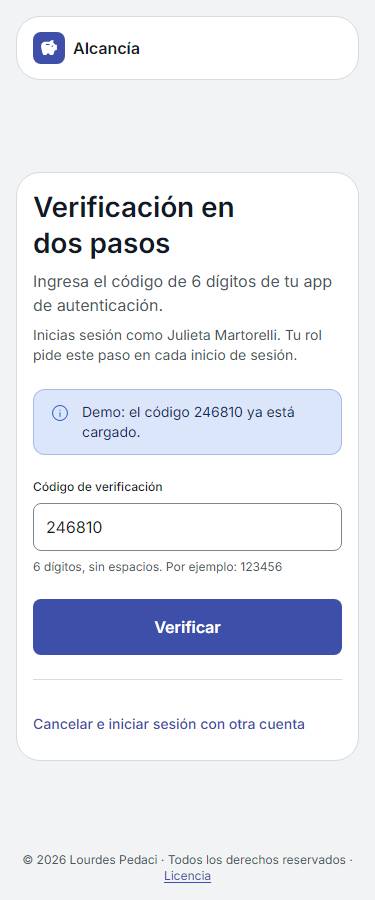 Alcancía
Verificación en
dos pasos
Ingresa el código de 6 dígitos de tu app
de autenticación.
Inicias sesión como Julieta Martorelli. Tu rol
pide este paso en cada inicio de sesión.
Demo: el código 246810 ya está
cargado.
Código de verificación
246810
6 dígitos, sin espacios. Por ejemplo: 123456
Verificar
Cancelar e iniciar sesión con otra cuenta
© 2026 Lourdes Pedaci · Todos los derechos reservados ·
Licencia